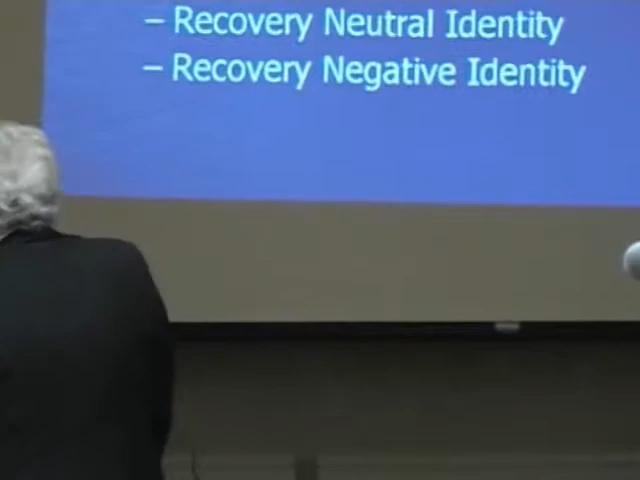 – Recovery Neutral Identity
– Recovery Negative Identity